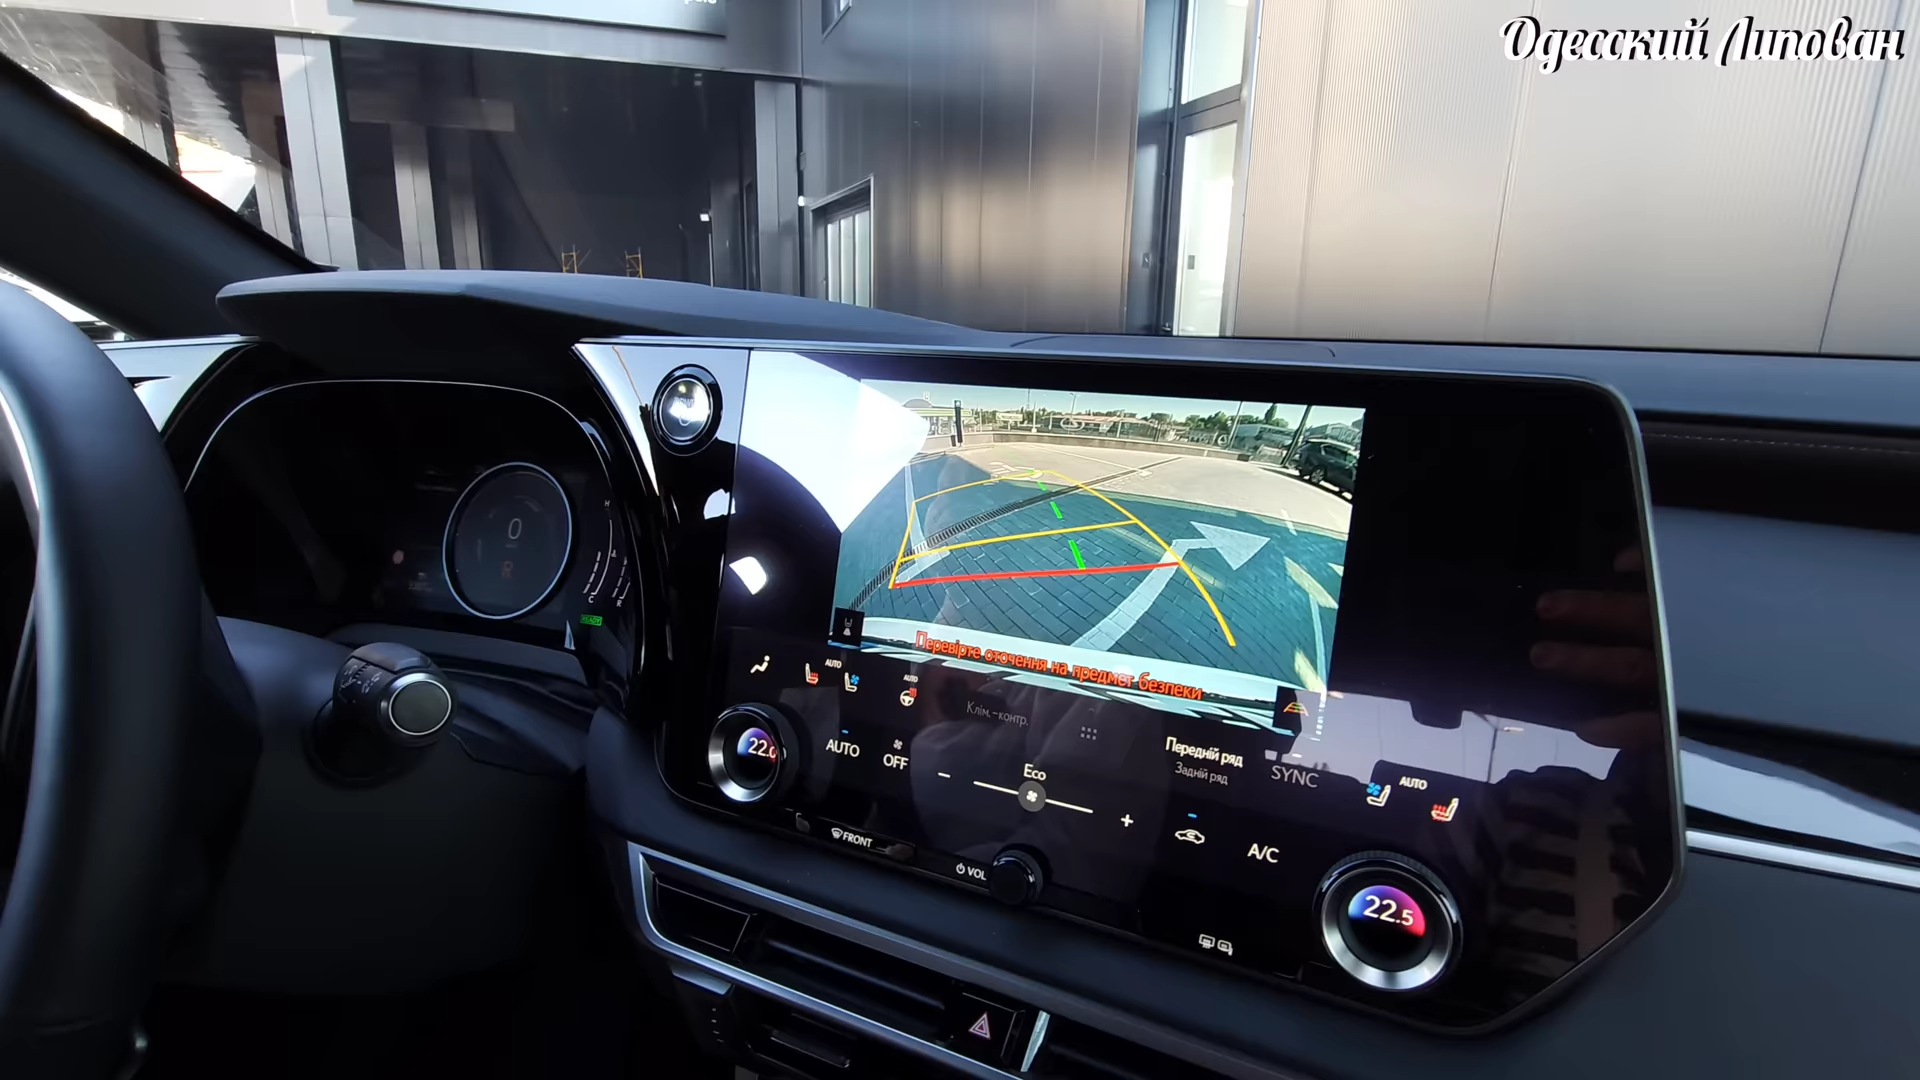 Одесский Липован
0
R
H
C
R
READY
Перевірте оточення на предмет безпеки
AUTO
AUTO
Клім.-контр.
22.0
AUTO
OFF
Eco
Передній ряд
Задній ряд
SYNC
AUTO
FRONT
VOL
A/C
22.5